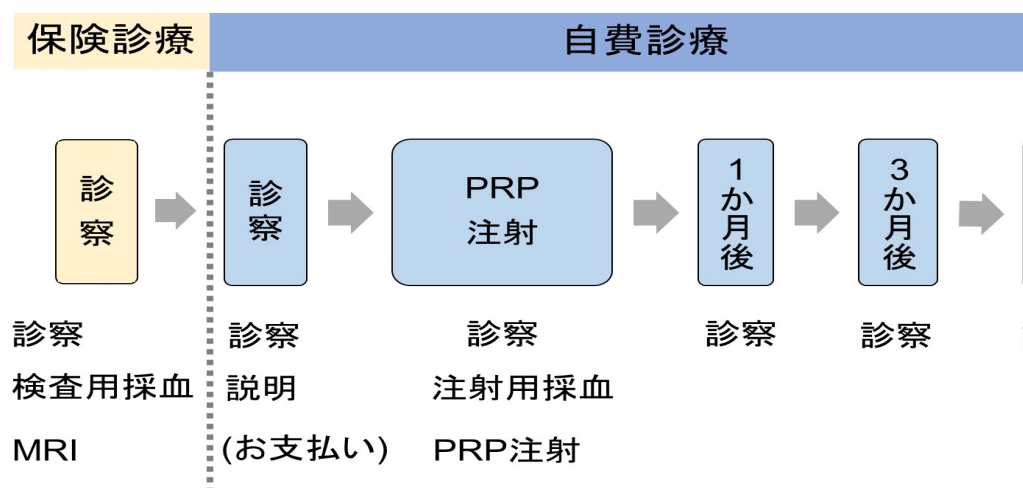 保険診療
自費診療
診察
診察
PRP
注射
1か月後
3か月後
診察
診察
診察
診察
診察
検査用採血
説明
注射用採血
MRI
(お支払い)
PRP注射